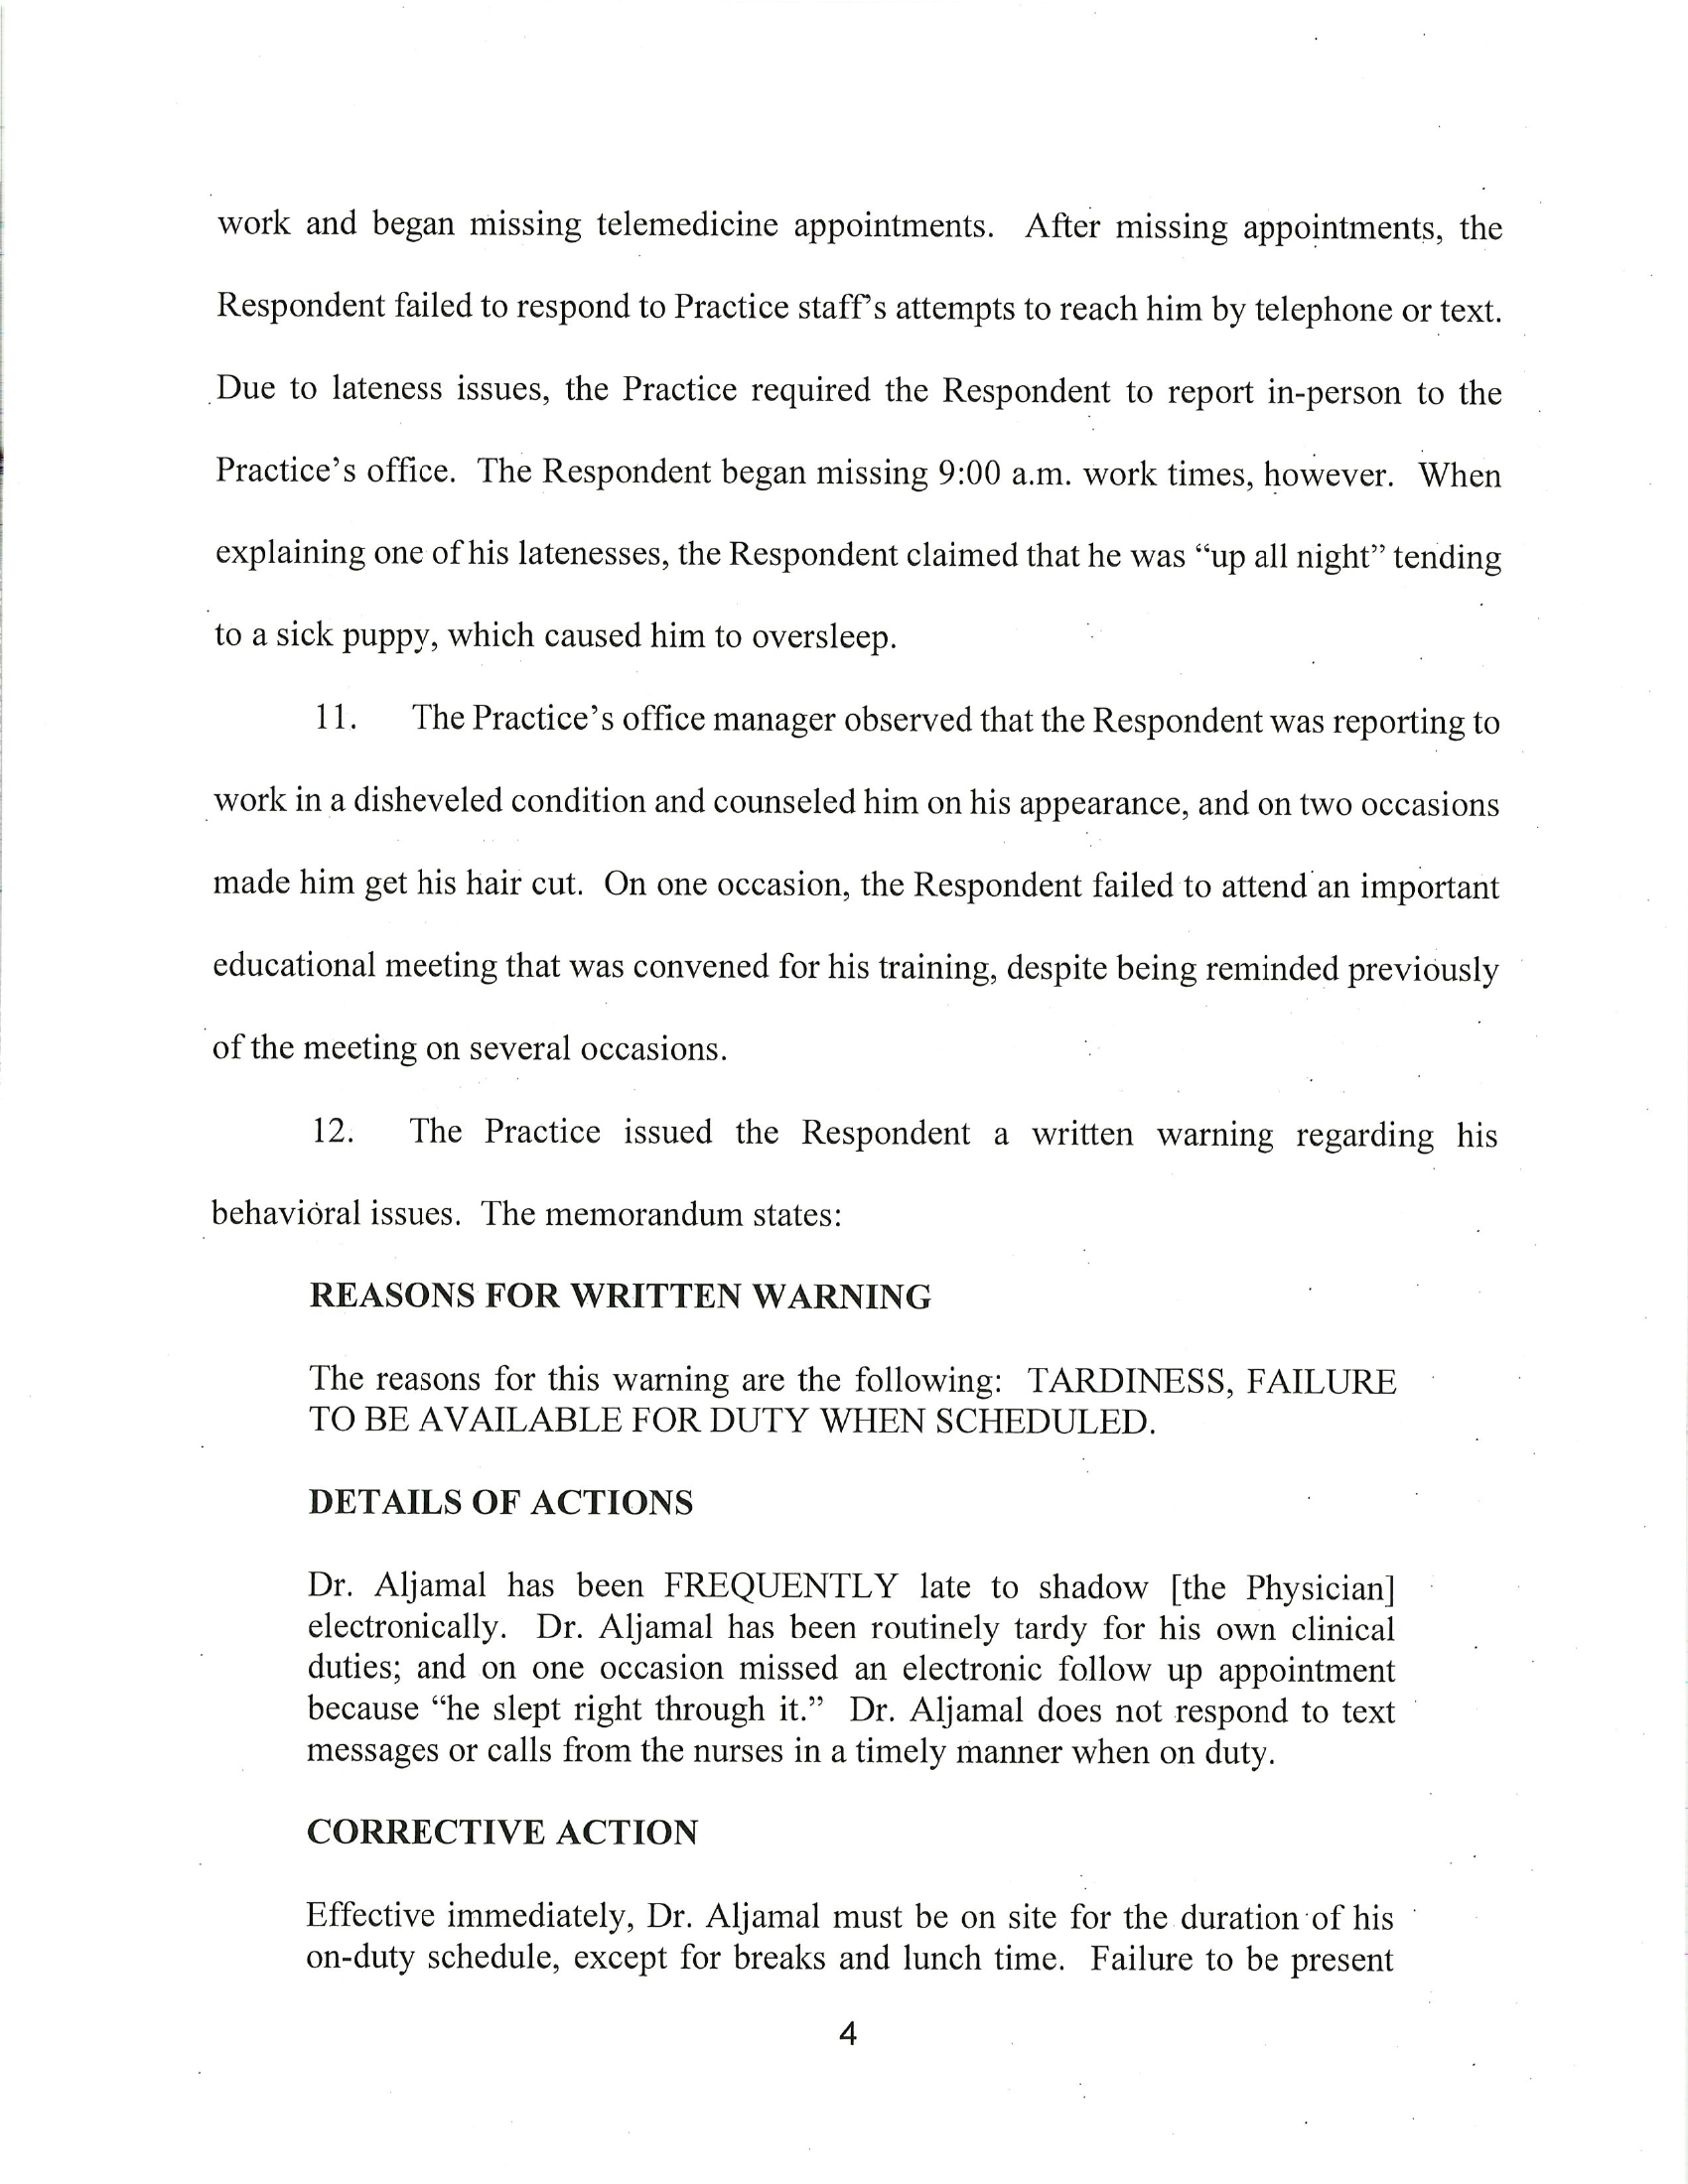 work and began missing telemedicine appointments. After missing appointments, the
Respondent failed to respond to Practice staff's attempts to reach him by telephone or text.
Due to lateness issues, the Practice required the Respondent to report in-person to the
Practice's office. The Respondent began missing 9:00 a.m. work times, however. When
explaining one of his latenesses, the Respondent claimed that he was “up all night” tending
to a sick puppy, which caused him to oversleep.
11. The Practice's office manager observed that the Respondent was reporting to
work in a disheveled condition and counseled him on his appearance, and on two occasions
made him get his hair cut. On one occasion, the Respondent failed to attend an important
educational meeting that was convened for his training, despite being reminded previously
of the meeting on several occasions.
12. The Practice issued the Respondent a written warning regarding his
behavioral issues. The memorandum states:
REASONS FOR WRITTEN WARNING
The reasons for this warning are the following: TARDINESS, FAILURE
TO BE AVAILABLE FOR DUTY WHEN SCHEDULED.
DETAILS OF ACTIONS
Dr. Aljamal has been FREQUENTLY late to shadow [the Physician]
electronically. Dr. Aljamal has been routinely tardy for his own clinical
duties; and on one occasion missed an electronic follow up appointment
because “he slept right through it.” Dr. Aljamal does not respond to text
messages or calls from the nurses in a timely manner when on duty.
CORRECTIVE ACTION
Effective immediately, Dr. Aljamal must be on site for the duration of his
on-duty schedule, except for breaks and lunch time. Failure to be present
4